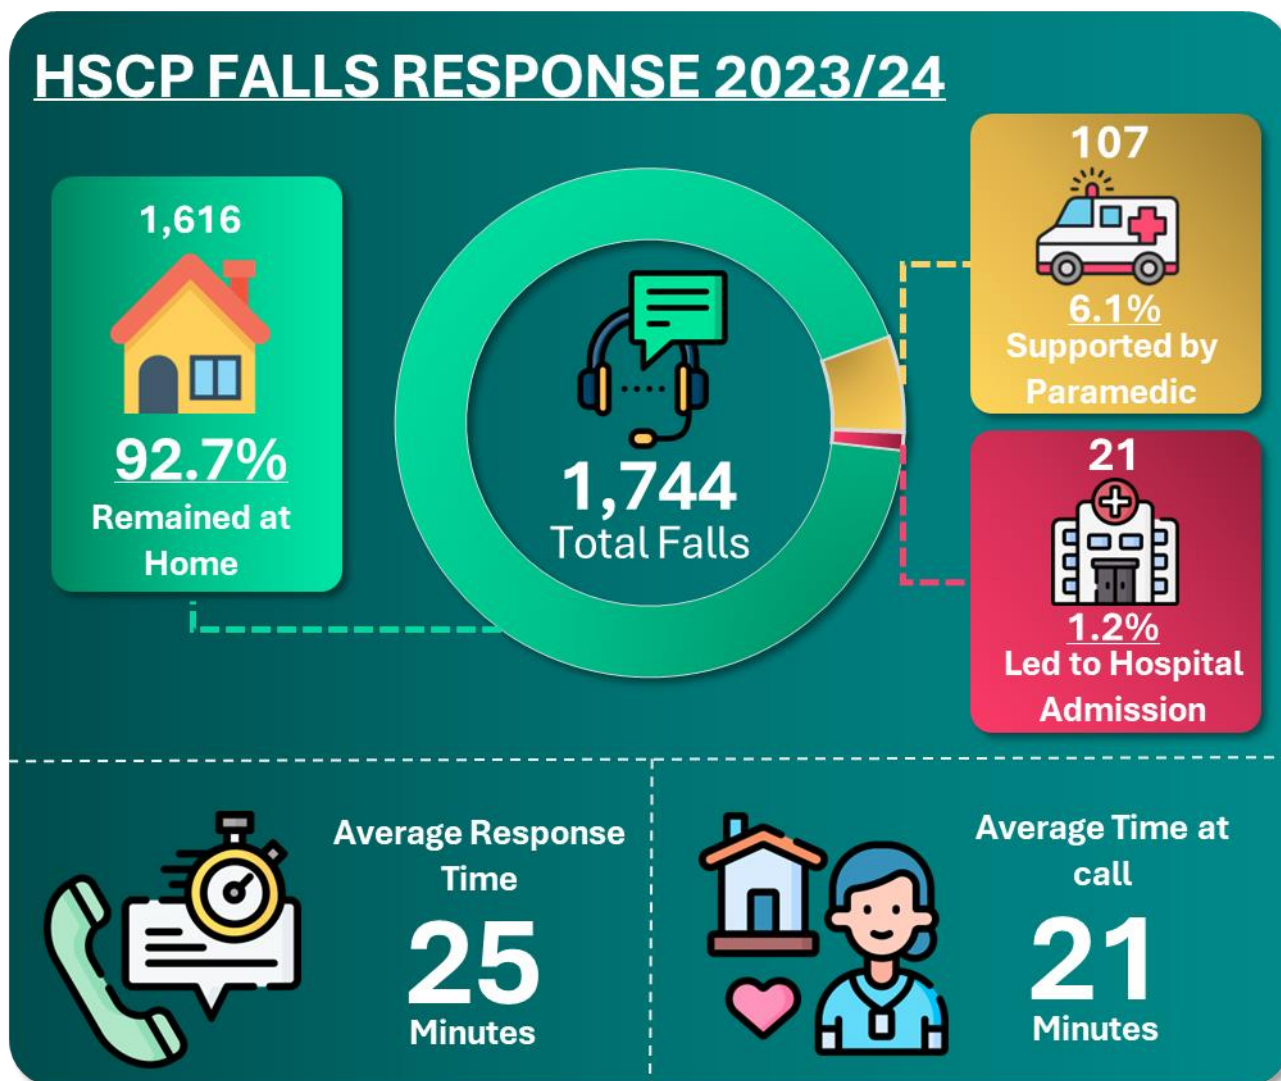 HSCP FALLS RESPONSE 2023/24
1,616
92.7%
Remained at
Home
1,744
Total Falls
107
6.1%
Supported by
Paramedic
21
1.2%
Led to Hospital
Admission
Average Response
Time
25
Minutes
Average Time at
call
21
Minutes